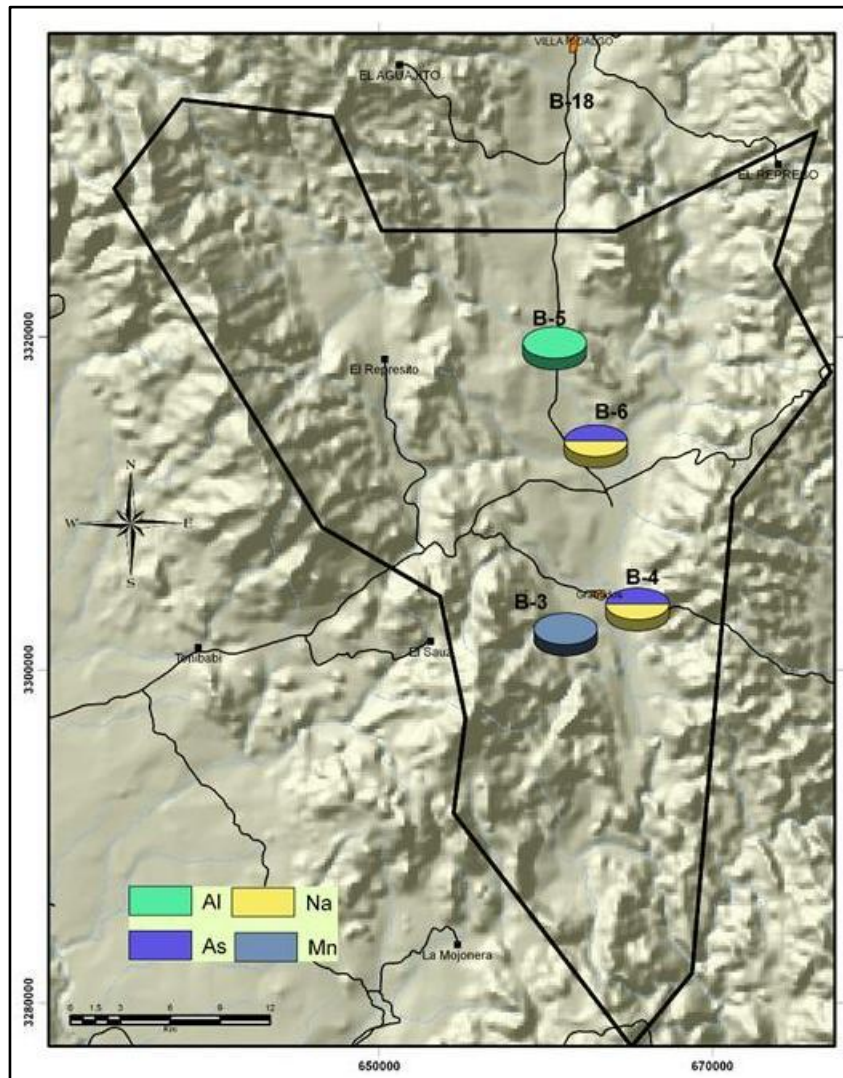 VILLA HIDALGO
EL AGUAJITO
B-18
EL REPRESO
B-5
3320000
El Represito
B-6
N
W E
S
B-4
B-3
Tonibabi
El Sauz
3300000
Al Na
As Mn
La Mojonera
3280000
0 1.5 3 6 9 12
Km
650000 670000